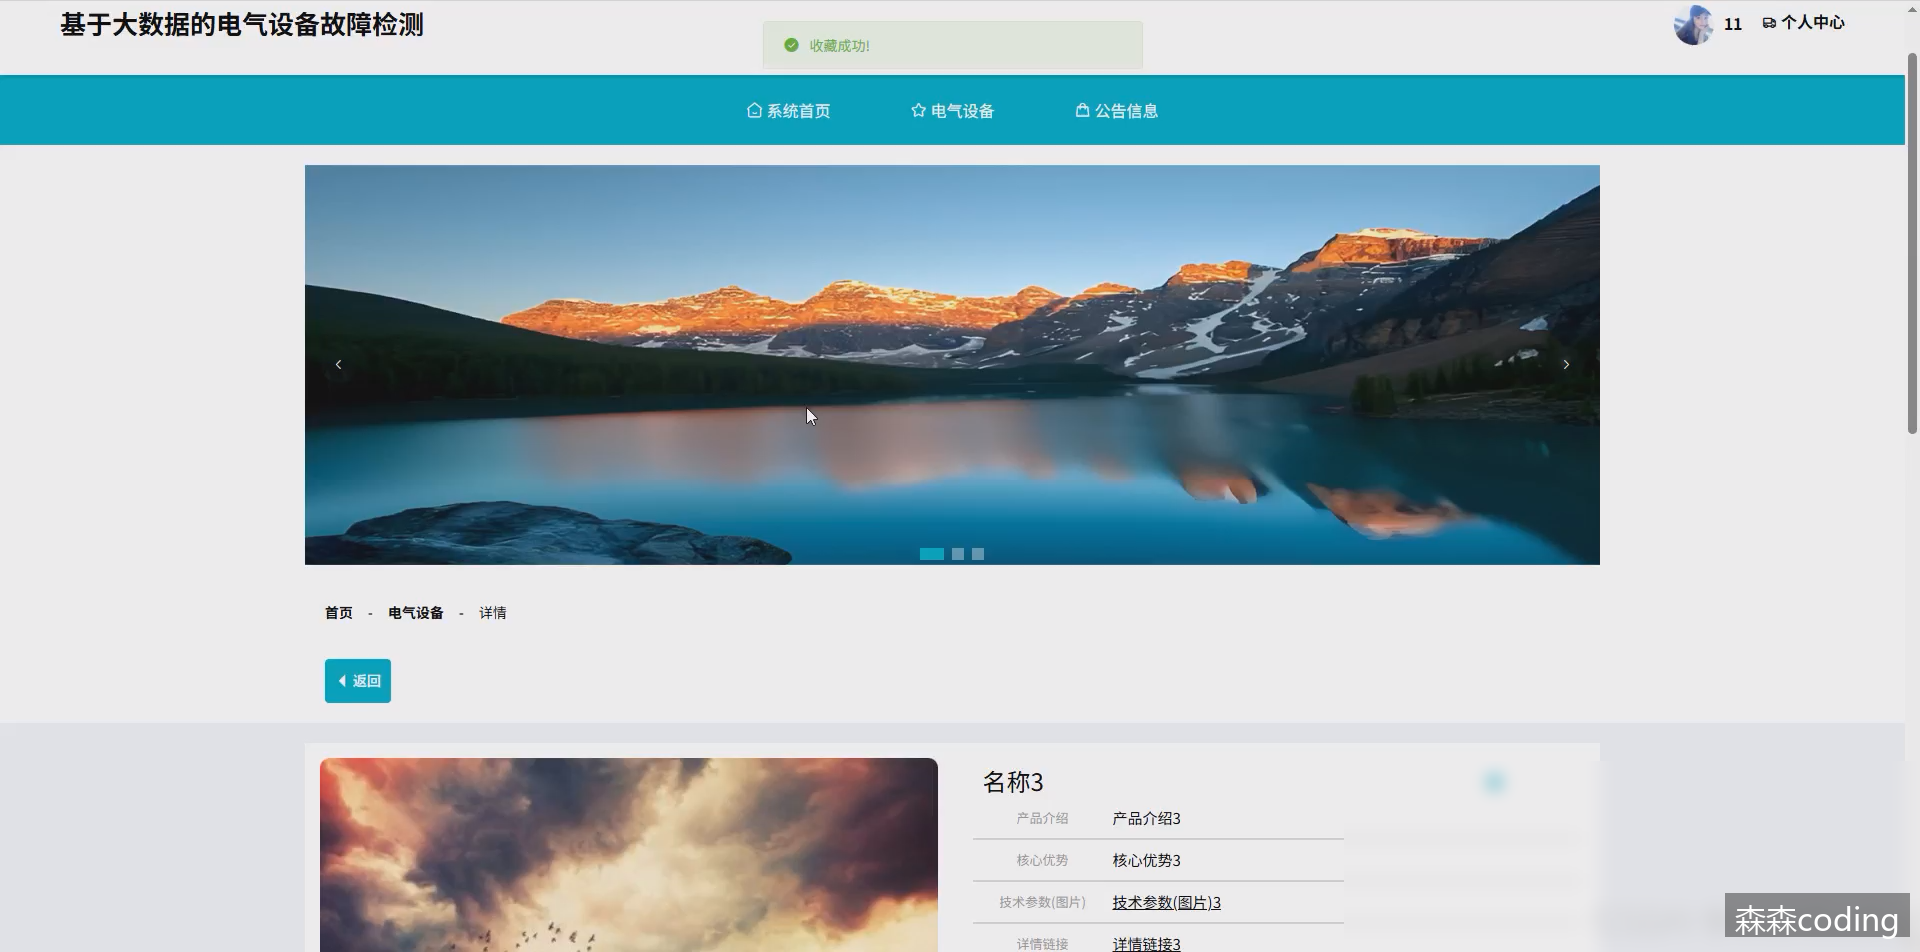 基于大数据的电气设备故障检测
收藏成功!
11
个人中心
系统首页
电气设备
公告信息
首页 - 电气设备 - 详情
返回
名称3
产品介绍 产品介绍3
核心优势 核心优势3
技术参数(图片) 技术参数(图片)3
详情链接 详情链接3
森森coding